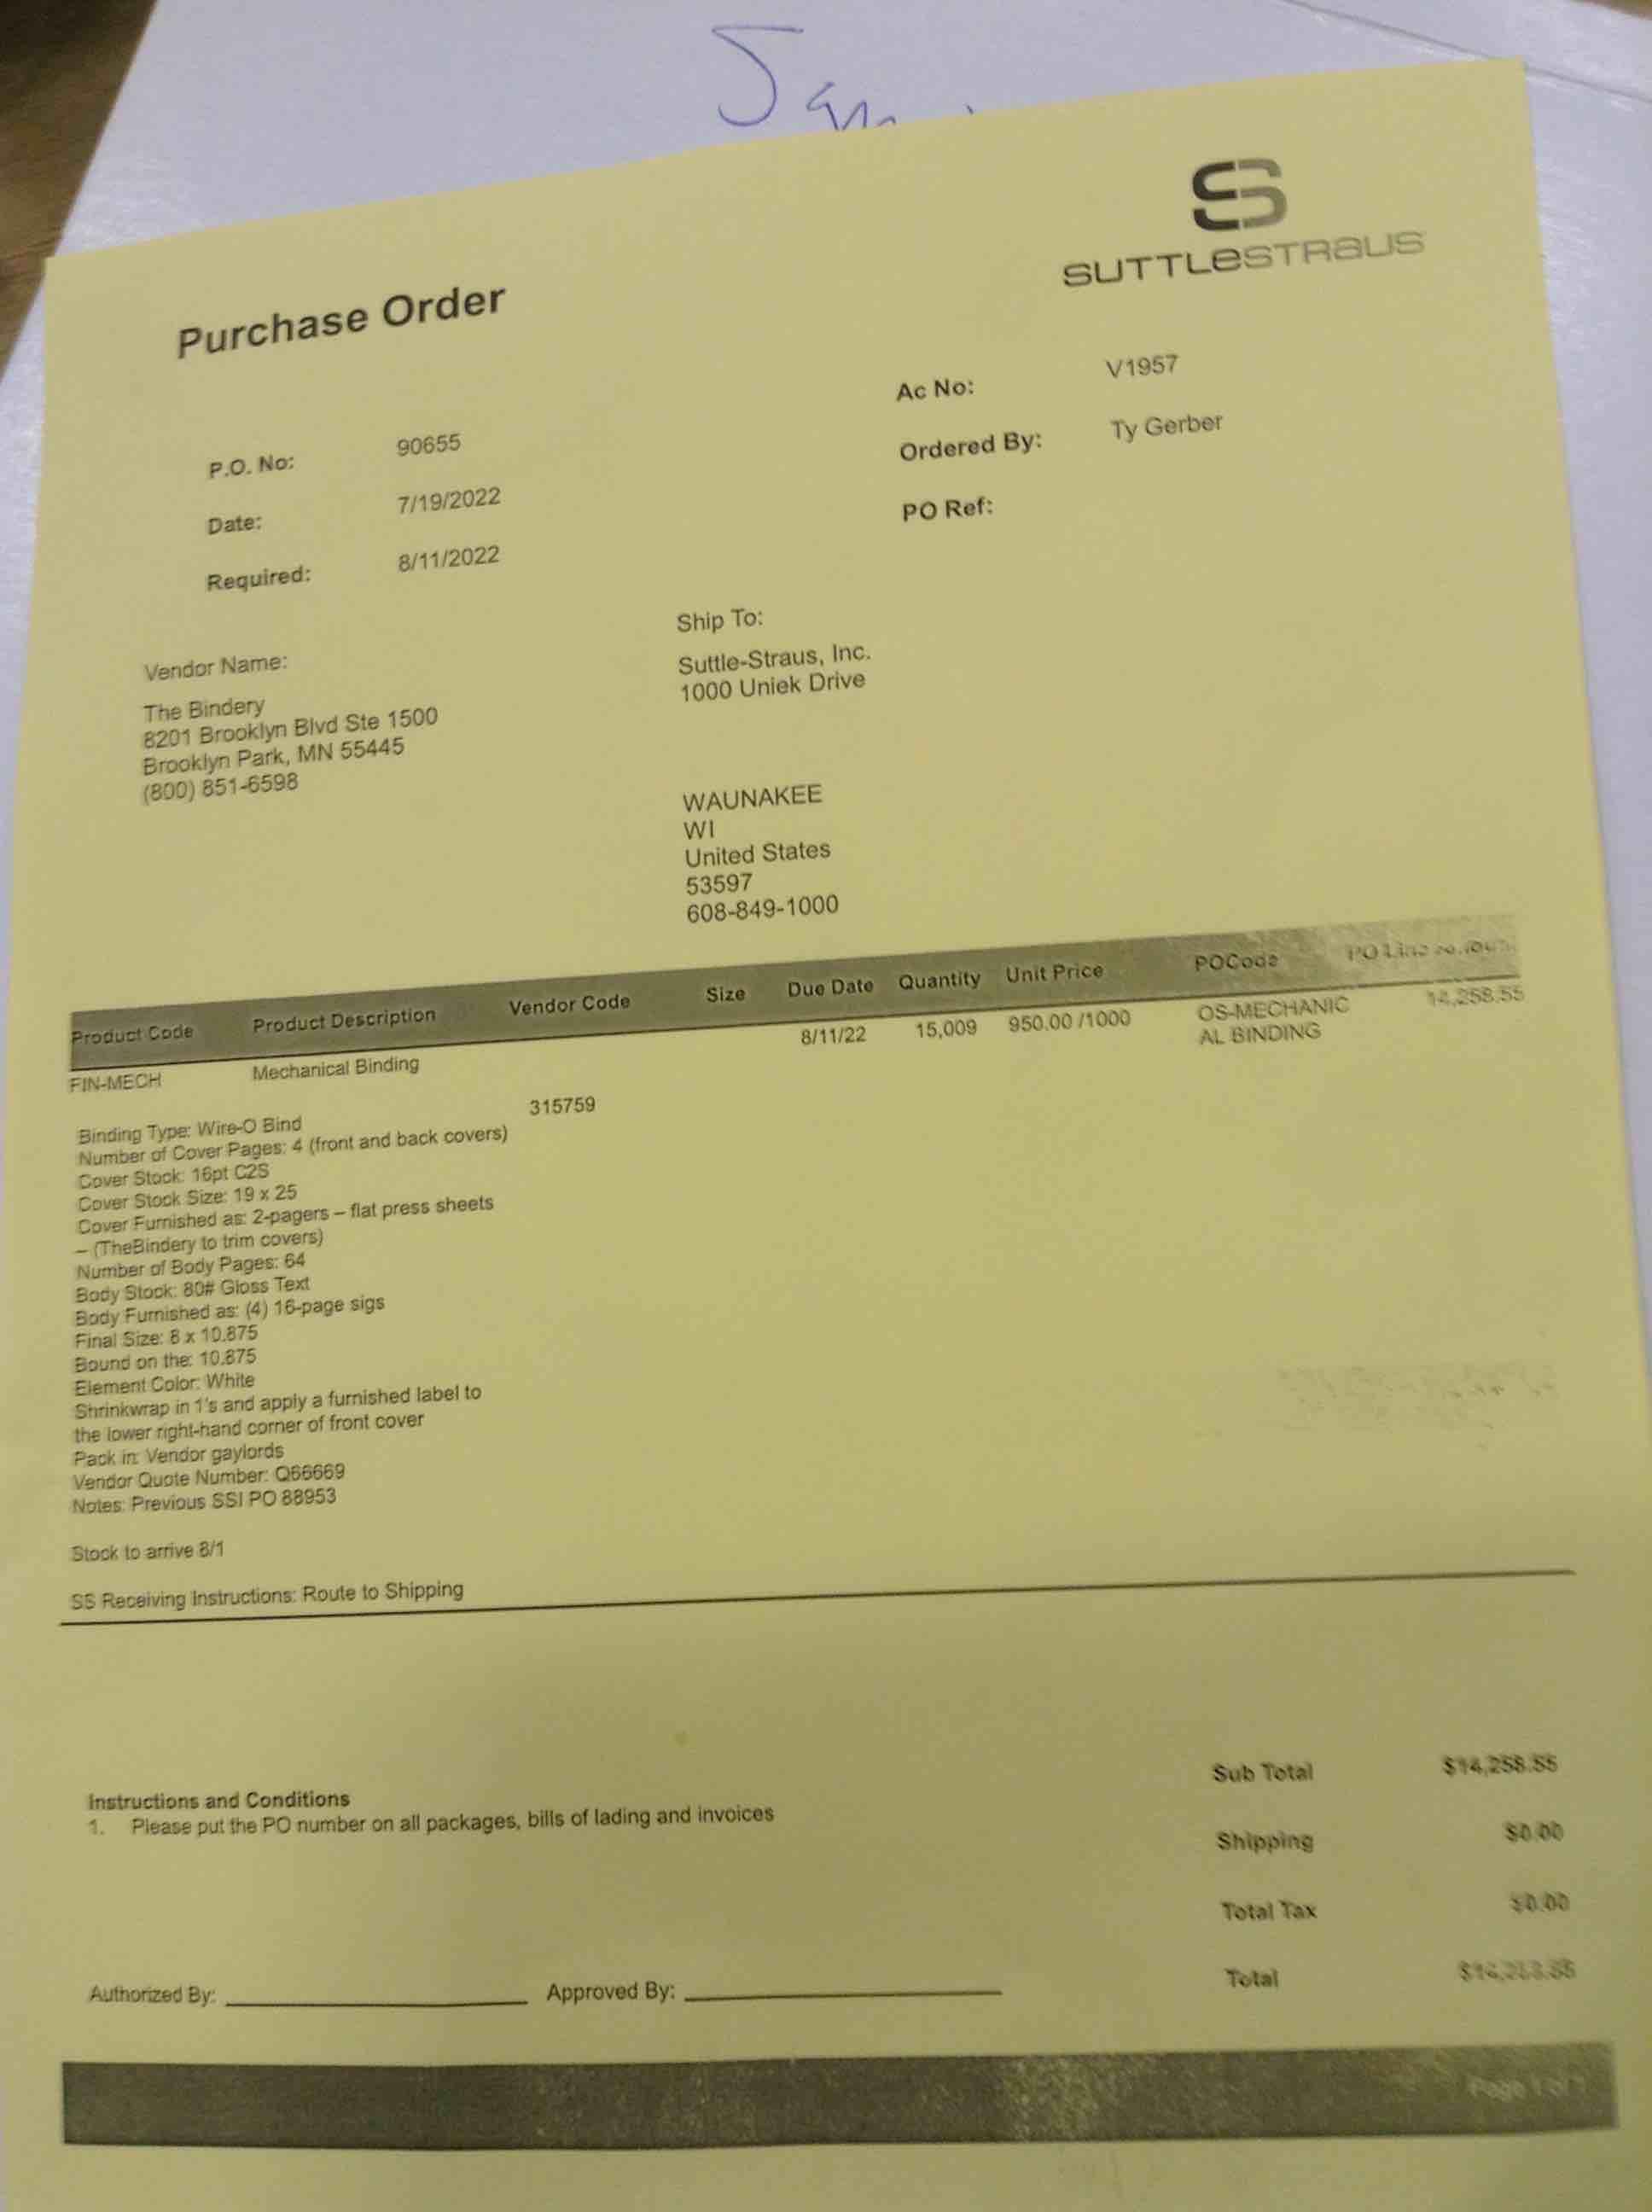 SUTTLESTRAUS
Purchase Order
Ac No: V1957
P.O. No: 90655
Ordered By: Ty Gerber
Date: 7/19/2022
PO Ref:
Required: 8/11/2022
Vendor Name:
The Bindery
8201 Brooklyn Blvd Ste 1500
Brooklyn Park, MN 55445
(800) 851-6598
Ship To:
Suttle-Straus, Inc.
1000 Uniek Drive
WAUNAKEE
WI
United States
53597
608-849-1000
Product Code Product Description Vendor Code Size Due Date Quantity Unit Price POCode PO Line
FIN-MECH Mechanical Binding 8/11/22 15,009 950.00 /1000 OS-MECHANIC 14,258.55
AL BINDING
315759
Binding Type: Wire-O Bind
Number of Cover Pages: 4 (front and back covers)
Cover Stock: 16pt C2S
Cover Stock Size: 19 x 25
Cover Furnished as: 2-pagers – flat press sheets
– (TheBindery to trim covers)
Number of Body Pages: 64
Body Stock: 80# Gloss Text
Body Furnished as: (4) 16-page sigs
Final Size: 8 x 10.875
Bound on the: 10.875
Element Color: White
Shrinkwrap in 1's and apply a furnished label to
the lower right-hand corner of front cover
Pack in: Vendor gaylords
Vendor Quote Number: Q66669
Notes: Previous SSI PO 88953
Stock to arrive 8/1
SS Receiving Instructions: Route to Shipping
Instructions and Conditions
1. Please put the PO number on all packages, bills of lading and invoices
Sub Total $14,258.55
Shipping $0.00
Total Tax $0.00
Total $14,258.55
Authorized By: Approved By:
Page 1 of 1